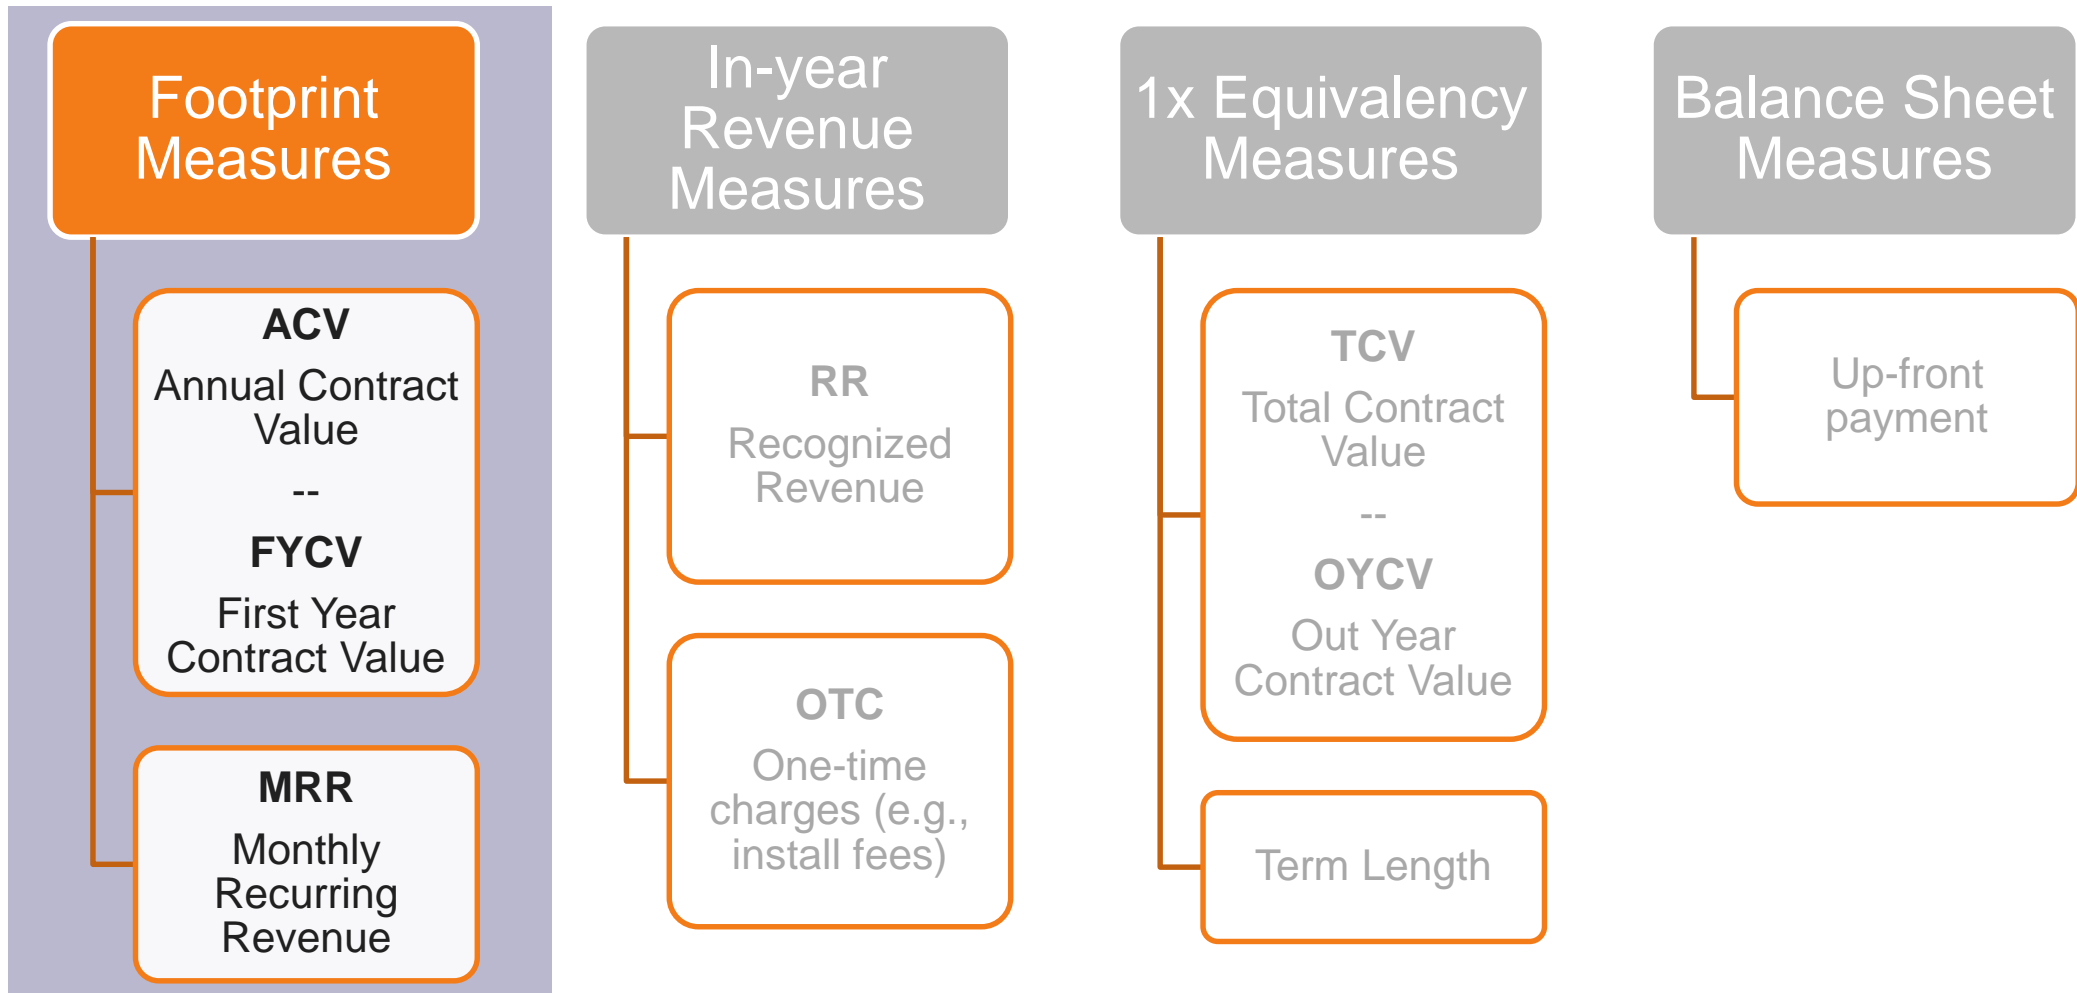 Footprint
Measures
ACV
Annual Contract
Value
--
FYCV
First Year
Contract Value
MRR
Monthly
Recurring
Revenue
In-year
Revenue
Measures
RR
Recognized
Revenue
OTC
One-time
charges (e.g.,
install fees)
1x Equivalency
Measures
TCV
Total Contract
Value
--
OYCV
Out Year
Contract Value
Term Length
Balance Sheet
Measures
Up-front
payment